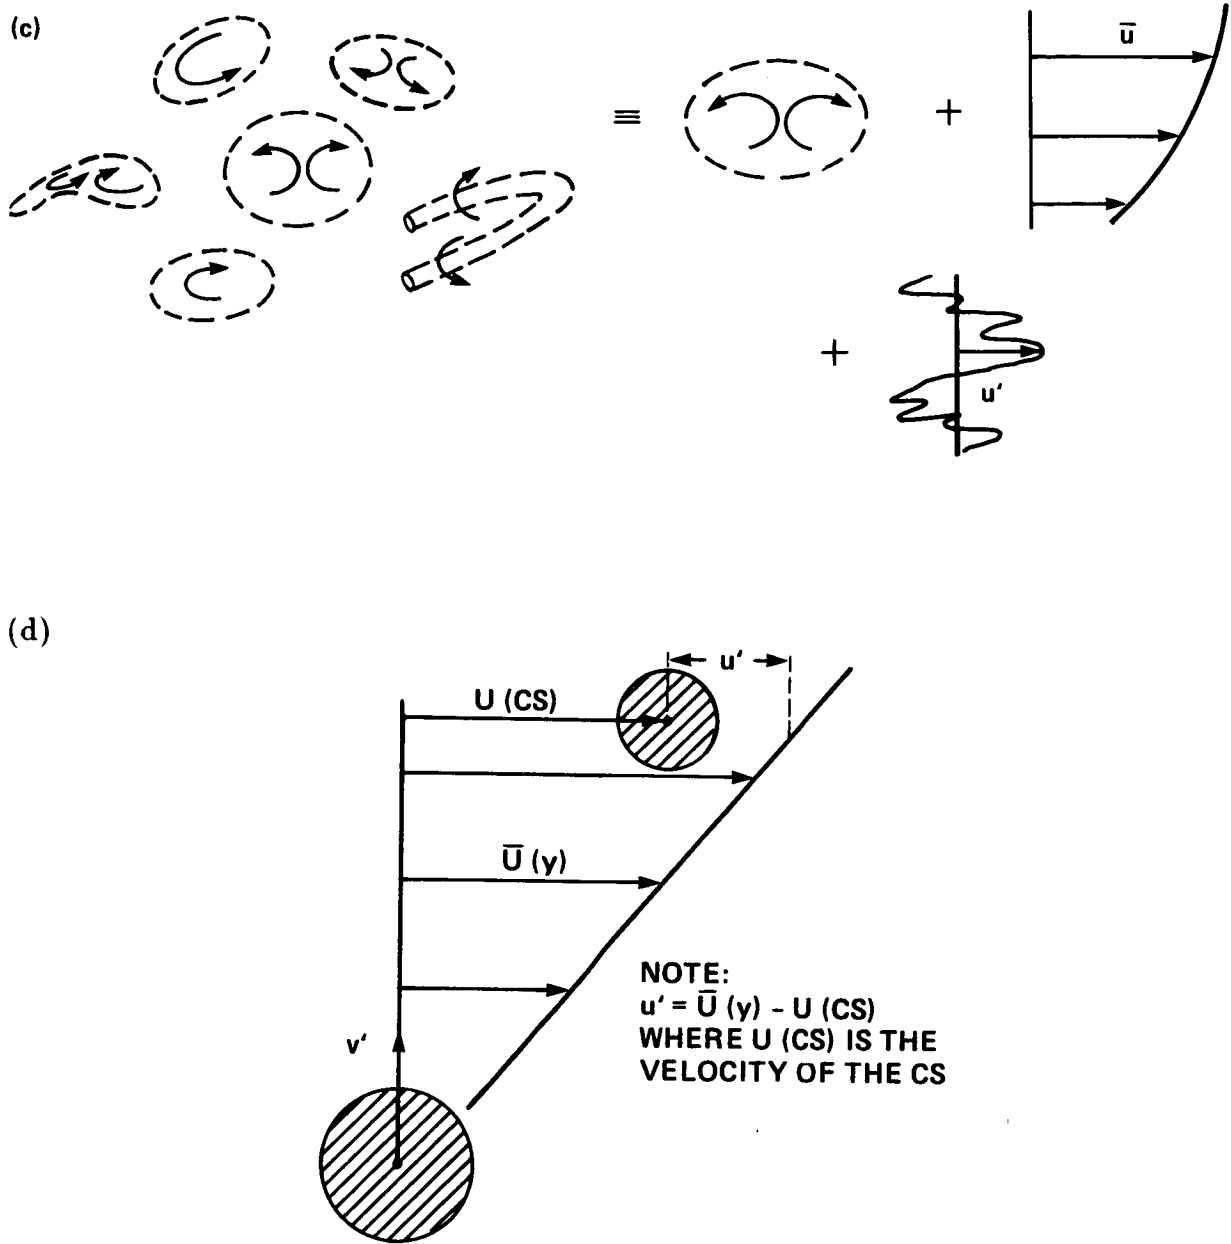 (c)
≡
+
u̅
+
u′
(d)
u′
U (CS)
U̅ (y)
NOTE:
u′ = U̅ (y) – U (CS)
WHERE U (CS) IS THE
v′
VELOCITY OF THE CS